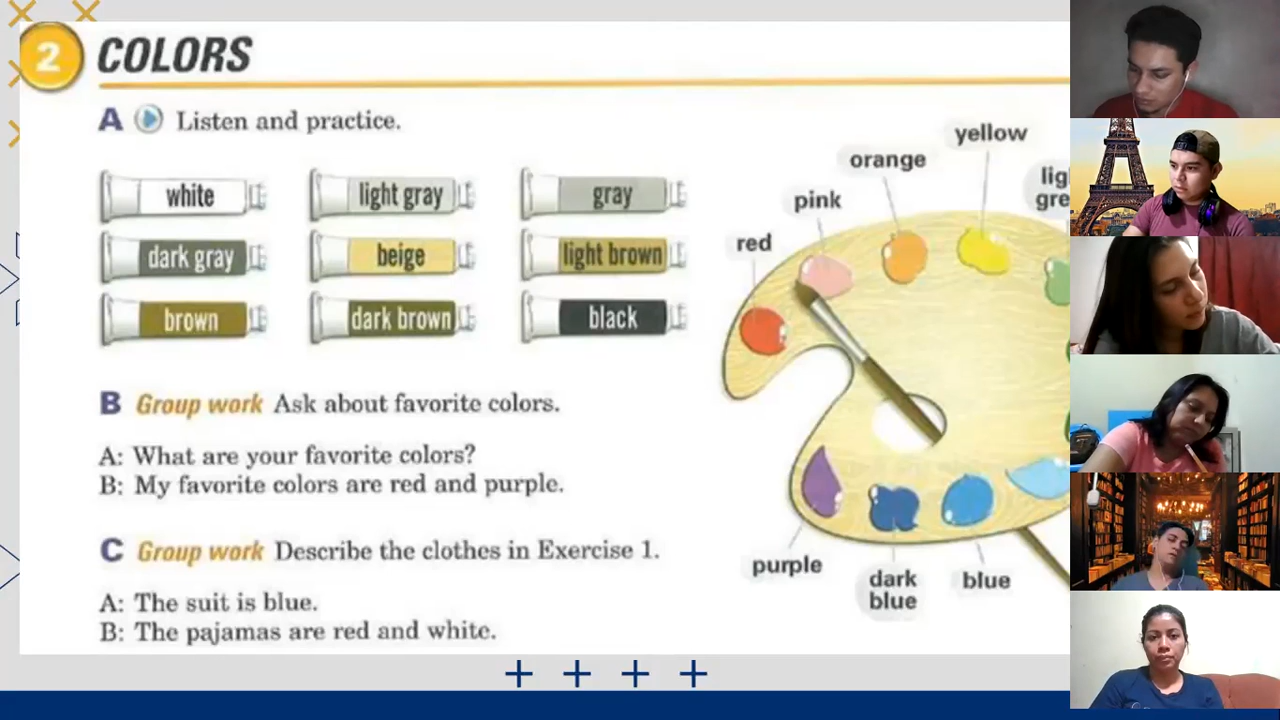 2 COLORS
A Listen and practice.
white light gray gray
dark gray beige light brown
brown dark brown black
B Group work Ask about favorite colors.
A: What are your favorite colors?
B: My favorite colors are red and purple.
C Group work Describe the clothes in Exercise 1.
A: The suit is blue.
B: The pajamas are red and white.
yellow
orange
pink
red
purple
dark
blue
blue